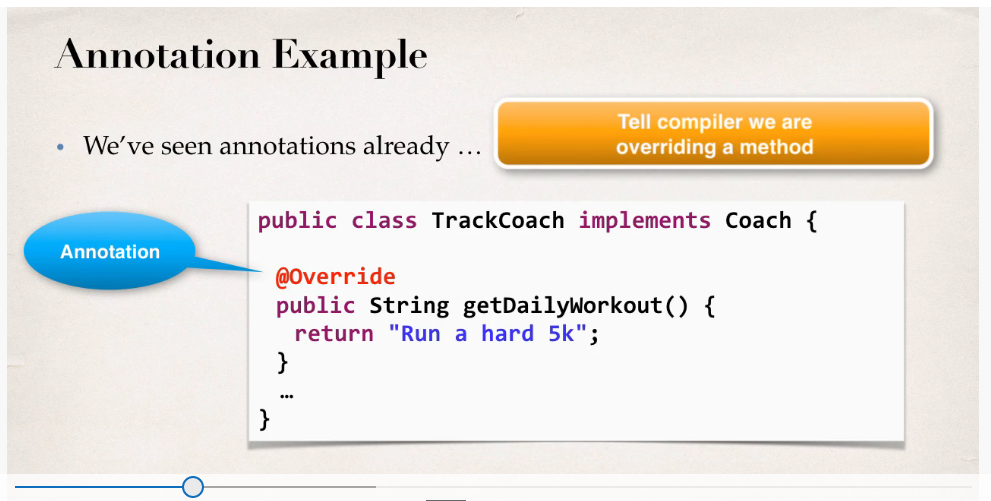 Annotation Example
• We’ve seen annotations already …
Tell compiler we are
overriding a method
Annotation
public class TrackCoach implements Coach {
@Override
public String getDailyWorkout() {
return "Run a hard 5k";
}
…
}